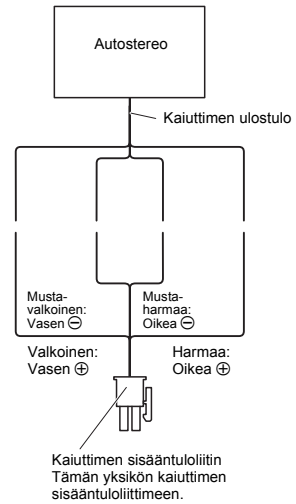 Autostereo
Kaiuttimen ulostulo
Musta-
valkoinen:
Vasen ⊖
Musta-
harmaa:
Oikea ⊖
Valkoinen:
Vasen ⊕
Harmaa:
Oikea ⊕
Kaiuttimen sisääntuloliitin
Tämän yksikön kaiuttimen
sisääntuloliittimeen.